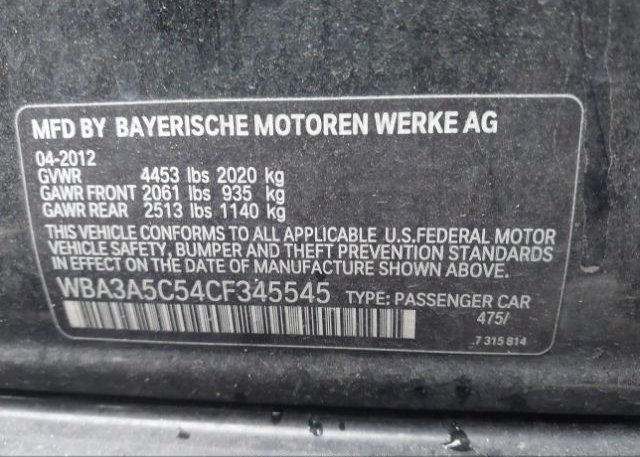 MFD BY BAYERISCHE MOTOREN WERKE AG
04-2012
GVWR 4453 lbs 2020 kg
GAWR FRONT 2061 lbs 935 kg
GAWR REAR 2513 lbs 1140 kg
THIS VEHICLE CONFORMS TO ALL APPLICABLE U.S.FEDERAL MOTOR
VEHICLE SAFETY, BUMPER AND THEFT PREVENTION STANDARDS
IN EFFECT ON THE DATE OF MANUFACTURE SHOWN ABOVE.
WBA3A5C54CF345545 TYPE: PASSENGER CAR
475/
7 315 814